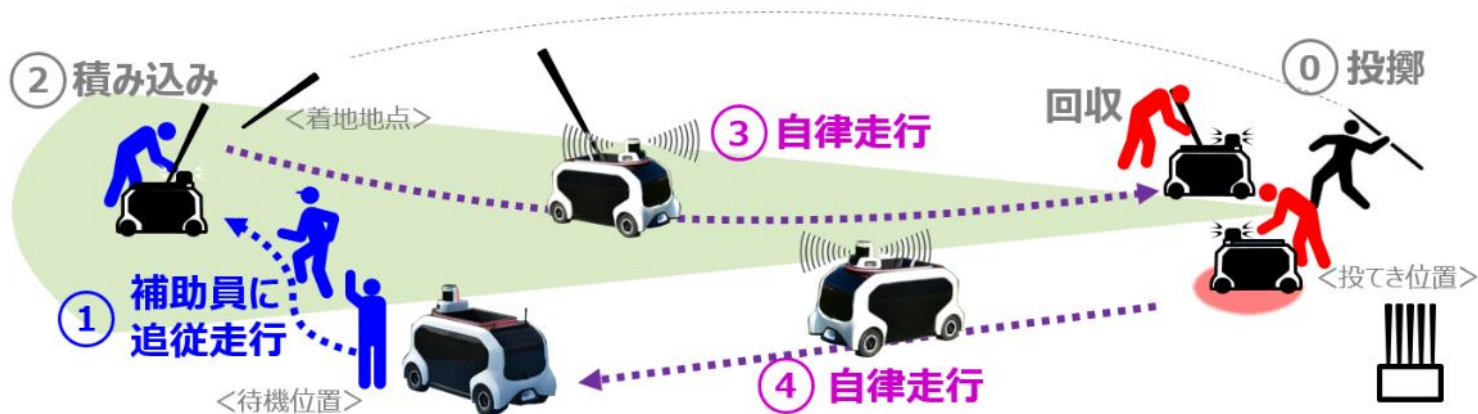 ② 積み込み
<着地地点>
③ 自律走行
回収
⓪ 投擲
① 補助員に
追従走行
<待機位置>
④ 自律走行
<投てき位置>